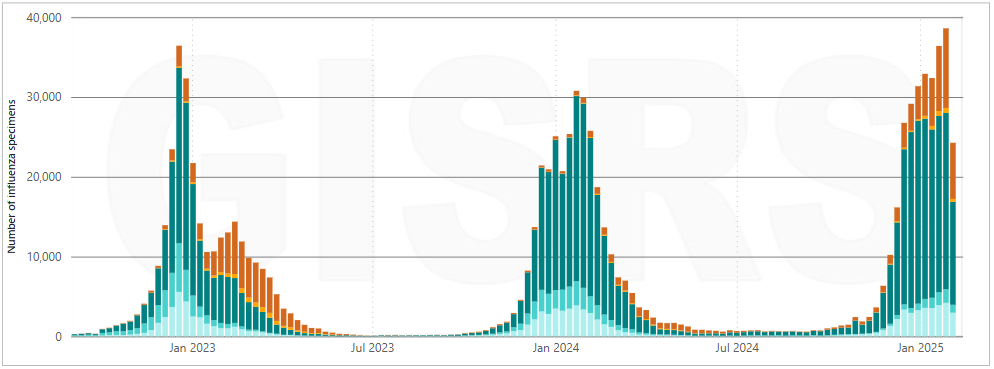 40,000
30,000
20,000
10,000
0
Number of influenza specimens
GISRS
Jan 2023
Jul 2023
Jan 2024
Jul 2024
Jan 2025